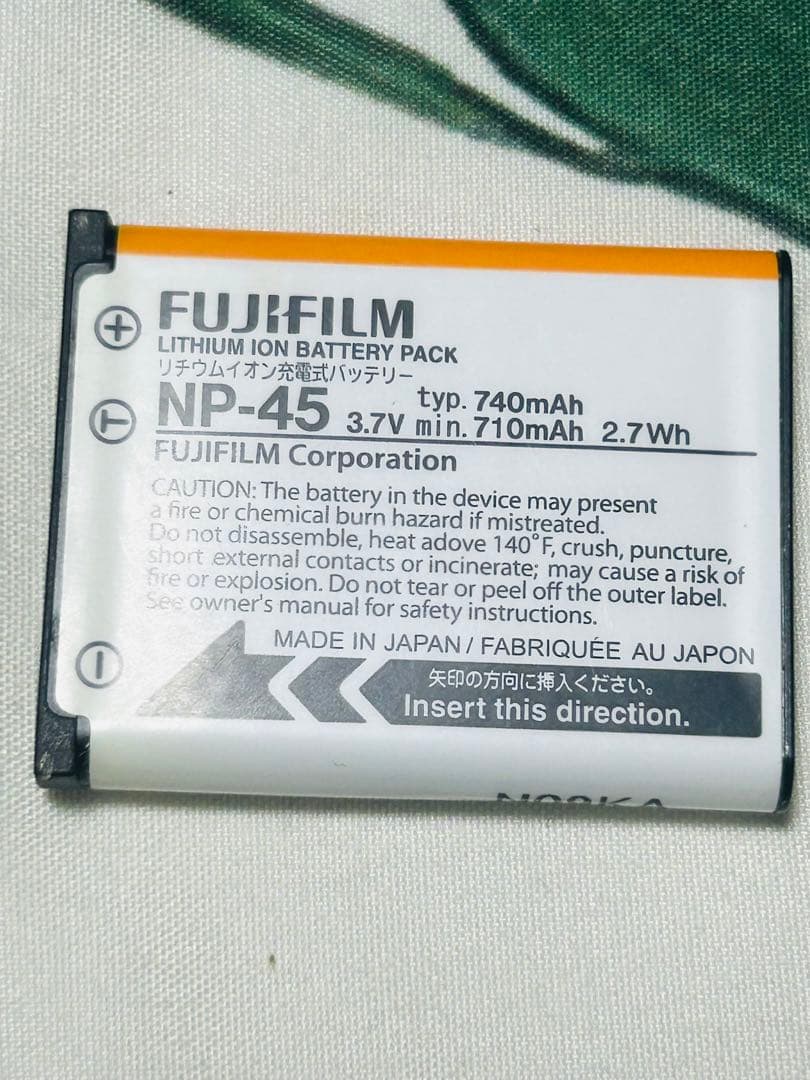 FUJIFILM
LITHIUM ION BATTERY PACK
リチウムイオン充電式バッテリー
NP-45 3.7V typ. 740mAh min. 710mAh 2.7Wh
FUJIFILM Corporation
CAUTION: The battery in the device may present
a fire or chemical burn hazard if mistreated.
Do not disassemble, heat adove 140°F, crush, puncture,
short external contacts or incinerate; may cause a risk of
fire or explosion. Do not tear or peel off the outer label.
See owner's manual for safety instructions.
MADE IN JAPAN / FABRIQUÉE AU JAPON
矢印の方向に挿入ください。
Insert this direction.
+
T
-